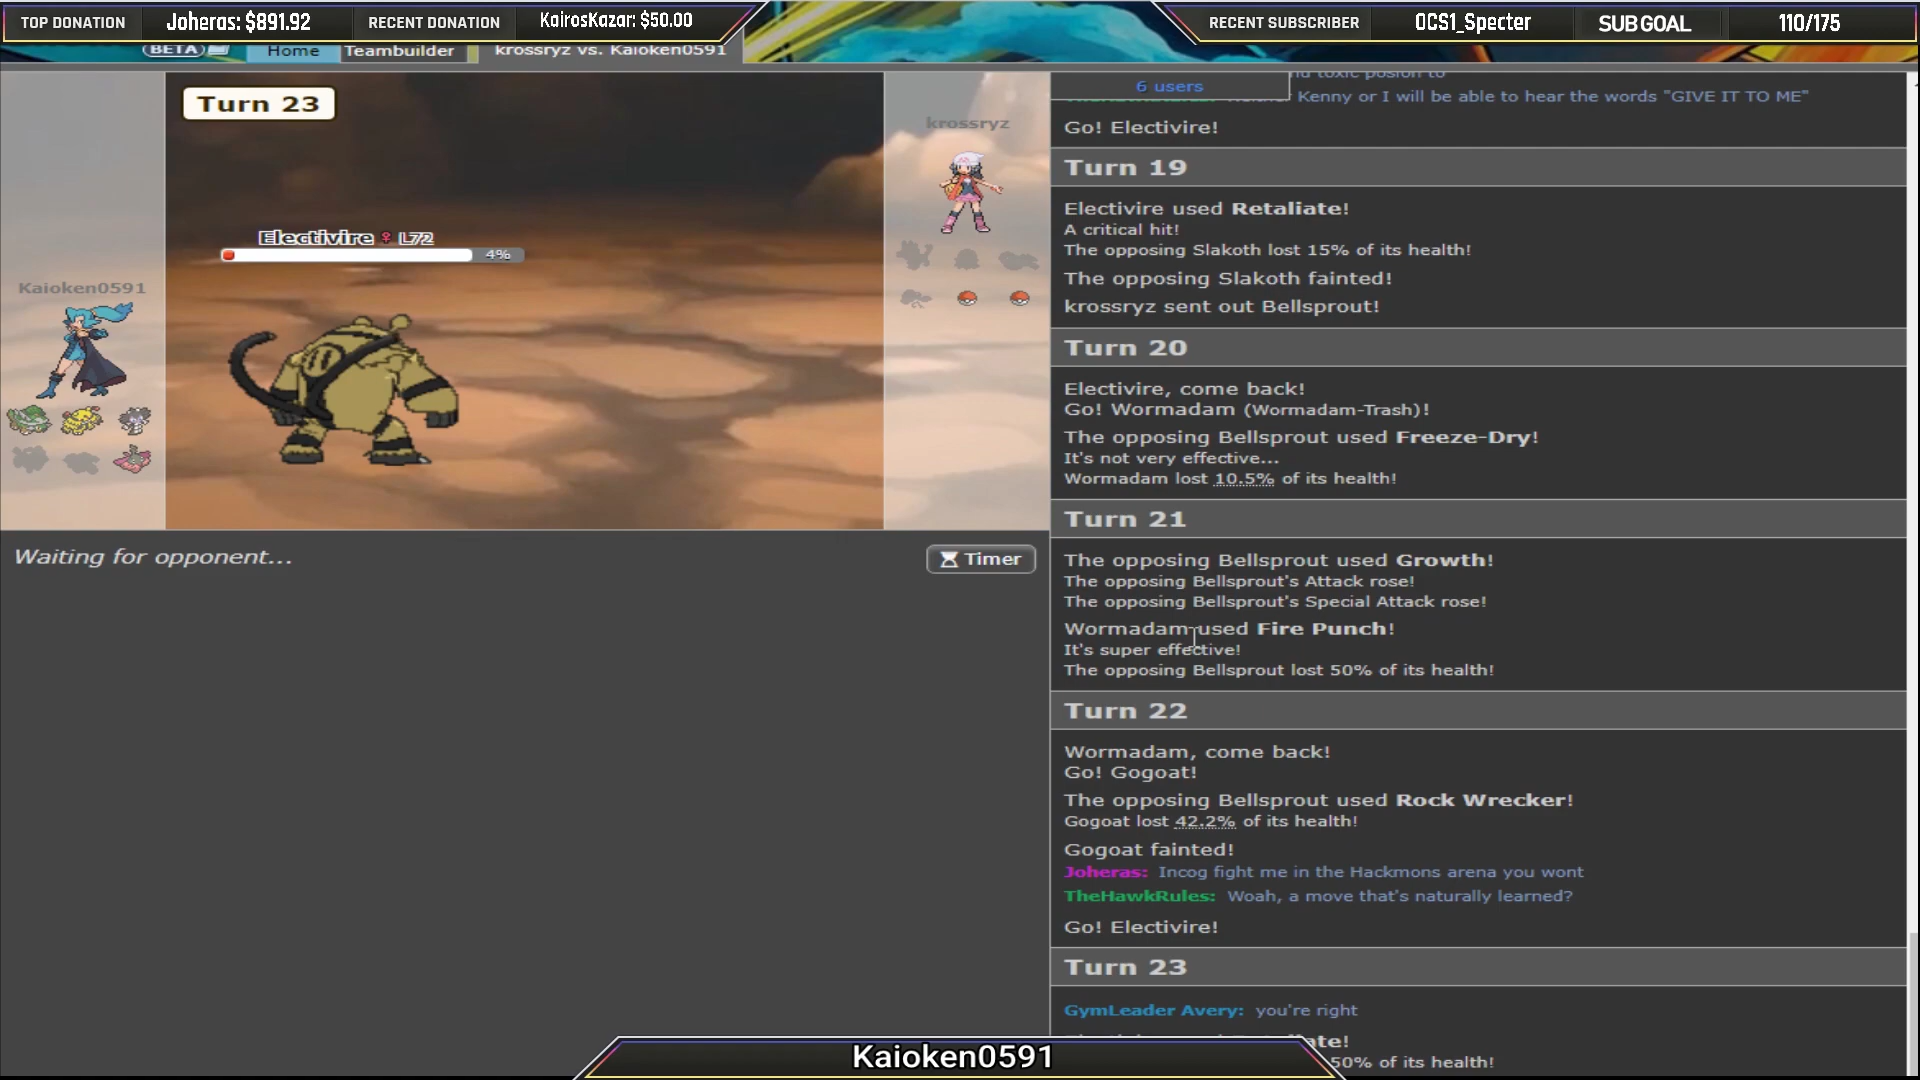 TOP DONATION
Joheras: $891.92
RECENT DONATION
KairosKazar: $50.00
RECENT SUBSCRIBER
OCS1_Specter
SUB GOAL
110/175
BETA
Home
Teambuilder
krossryz vs. Kaioken0591
Turn 23
Electivire ♀ L72
4%
Kaioken0591
krossryz
Waiting for opponent...
Timer
6 users
Kenny or I will be able to hear the words "GIVE IT TO ME"
Go! Electivire!
Turn 19
Electivire used Retaliate!
A critical hit!
The opposing Slakoth lost 15% of its health!
The opposing Slakoth fainted!
krossryz sent out Bellsprout!
Turn 20
Electivire, come back!
Go! Wormadam (Wormadam-Trash)!
The opposing Bellsprout used Freeze-Dry!
It's not very effective...
Wormadam lost 10.5% of its health!
Turn 21
The opposing Bellsprout used Growth!
The opposing Bellsprout's Attack rose!
The opposing Bellsprout's Special Attack rose!
Wormadam used Fire Punch!
It's super effective!
The opposing Bellsprout lost 50% of its health!
Turn 22
Wormadam, come back!
Go! Gogoat!
The opposing Bellsprout used Rock Wrecker!
Gogoat lost 42.2% of its health!
Gogoat fainted!
Joheras: Incog fight me in the Hackmons arena you wont
TheHawkRules: Woah, a move that's naturally learned?
Go! Electivire!
Turn 23
GymLeader Avery: you're right
50% of its health!
Kaioken0591